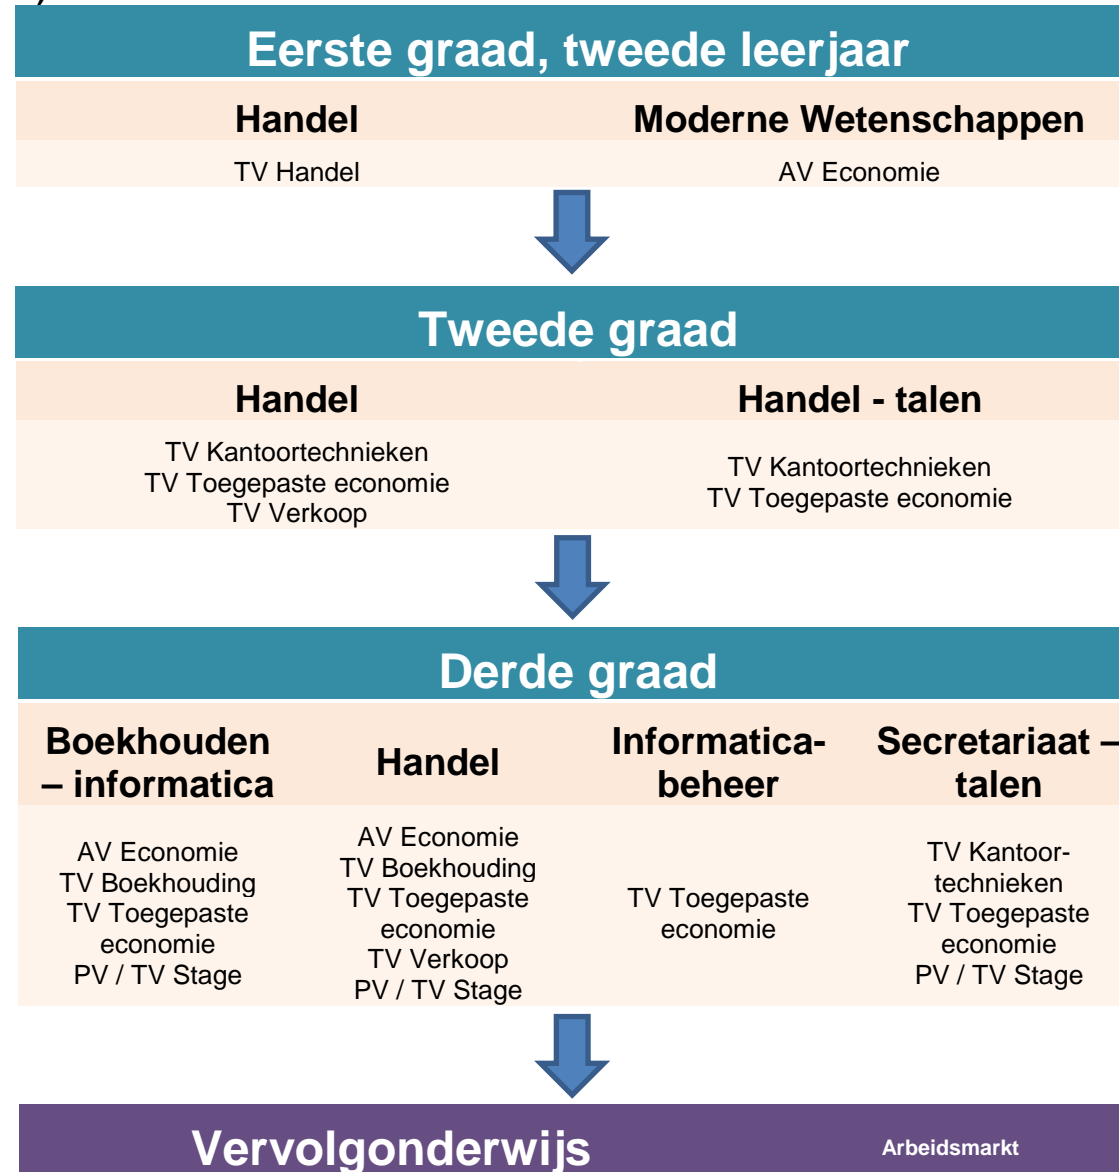 Eerste graad, tweede leerjaar
Handel
Moderne Wetenschappen
TV Handel
AV Economie
Tweede graad
Handel
Handel - talen
TV Kantoortechnieken
TV Toegepaste economie
TV Verkoop
TV Kantoortechnieken
TV Toegepaste economie
Derde graad
Boekhouden
– informatica
Handel
Informatica-
beheer
Secretariaat –
talen
AV Economie
TV Boekhouding
TV Toegepaste
economie
PV / TV Stage
AV Economie
TV Boekhouding
TV Toegepaste
economie
TV Verkoop
PV / TV Stage
TV Toegepaste
economie
TV Kantoor-
technieken
TV Toegepaste
economie
PV / TV Stage
Vervolgonderwijs
Arbeidsmarkt